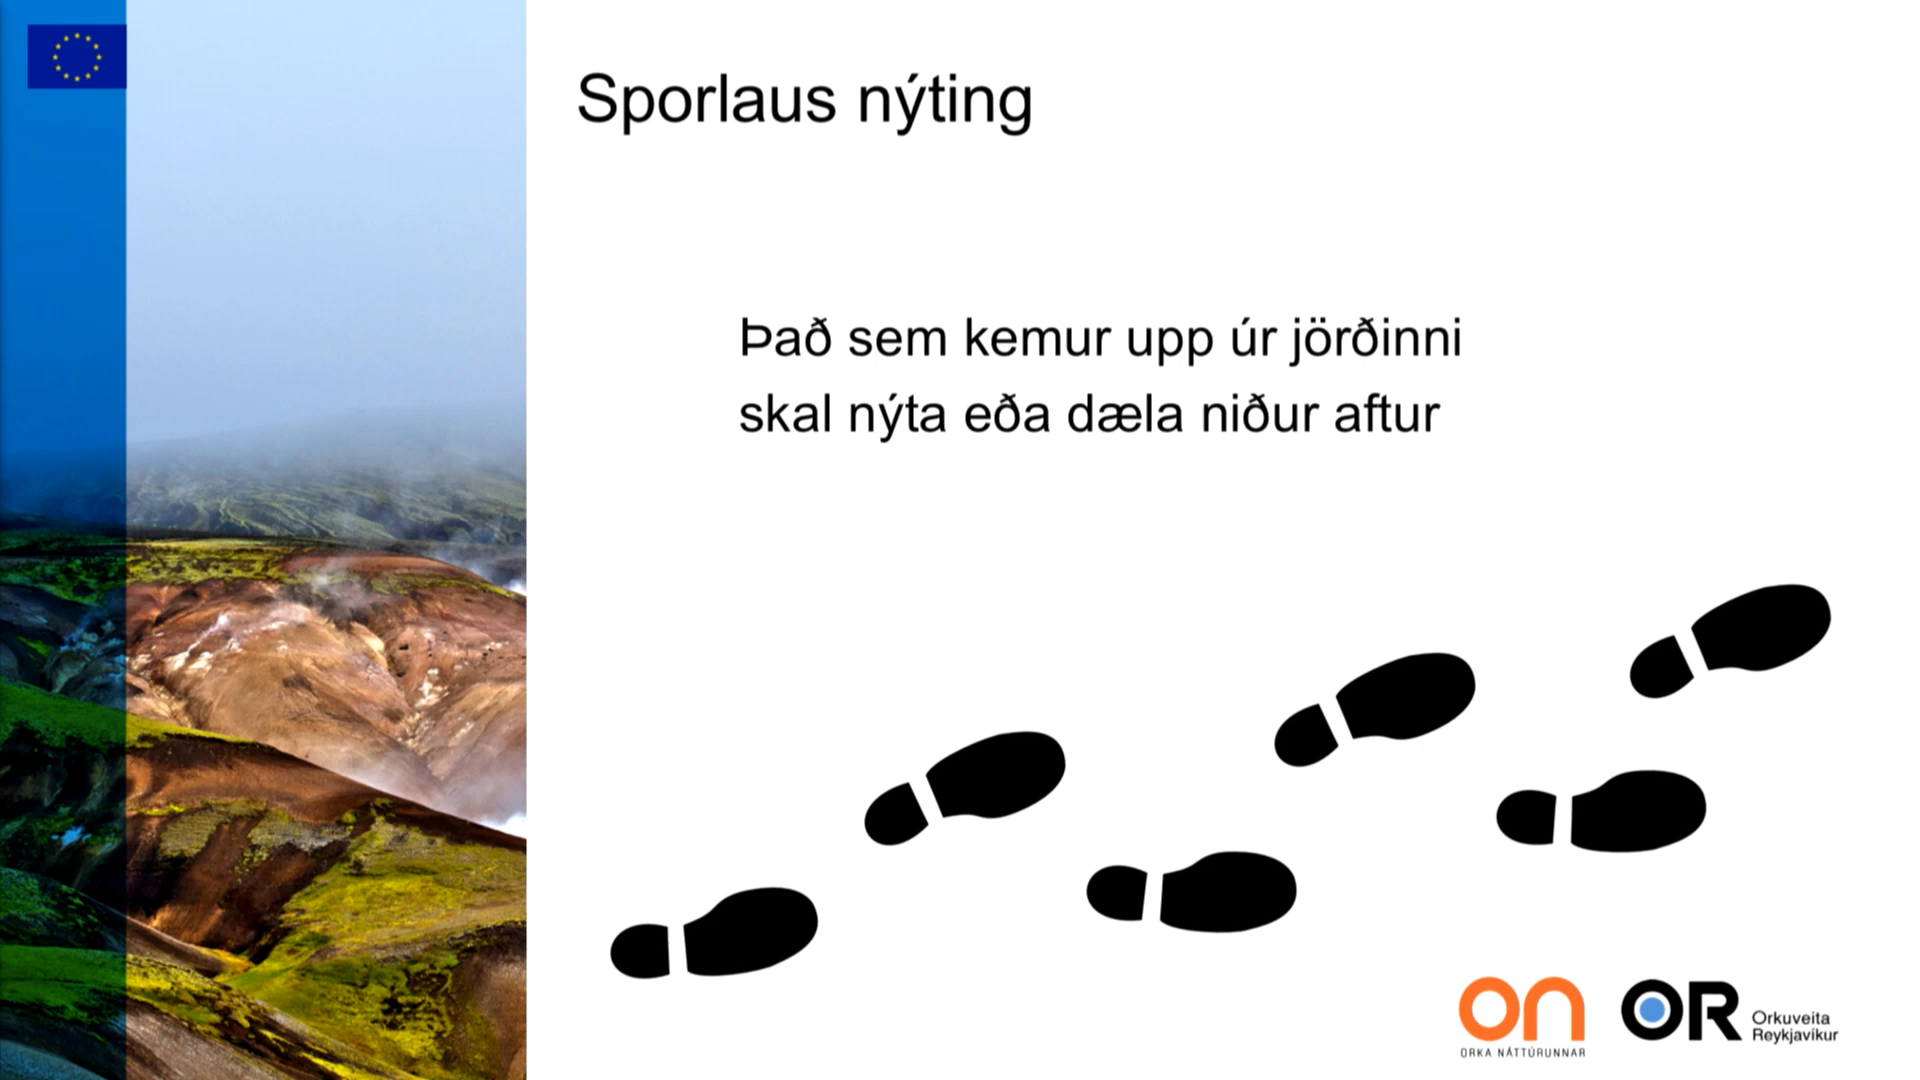 Sporlaus nýting
Það sem kemur upp úr jörðinni
skal nýta eða dæla niður aftur
on
ORKA NÁTTÚRUNNAR
OR
Orkuveita
Reykjavíkur